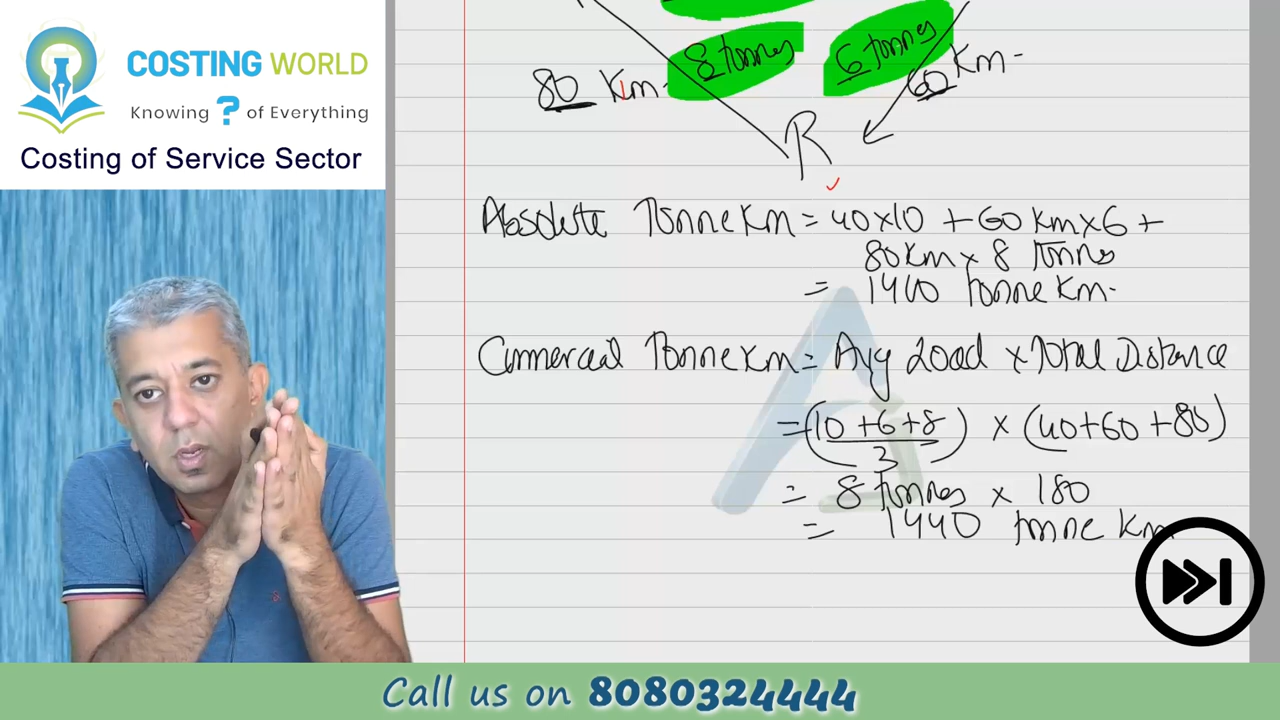 COSTING WORLD
Knowing ? of Everything
Costing of Service Sector
8 tonnes
6 tonnes
80 Km.
60 Km.
R
Absolute Tonne Km = 40x10 + 60 Km x 6 +
80 Km x 8 Tonnes
= 1400 tonne Km.
Commercial Tonne Km = Avg Load x Total Distance
= (10 + 6 + 8 / 3) x (40 + 60 + 80)
= 8 tonnes x 180
= 1440 tonne Km
Call us on 8080324444